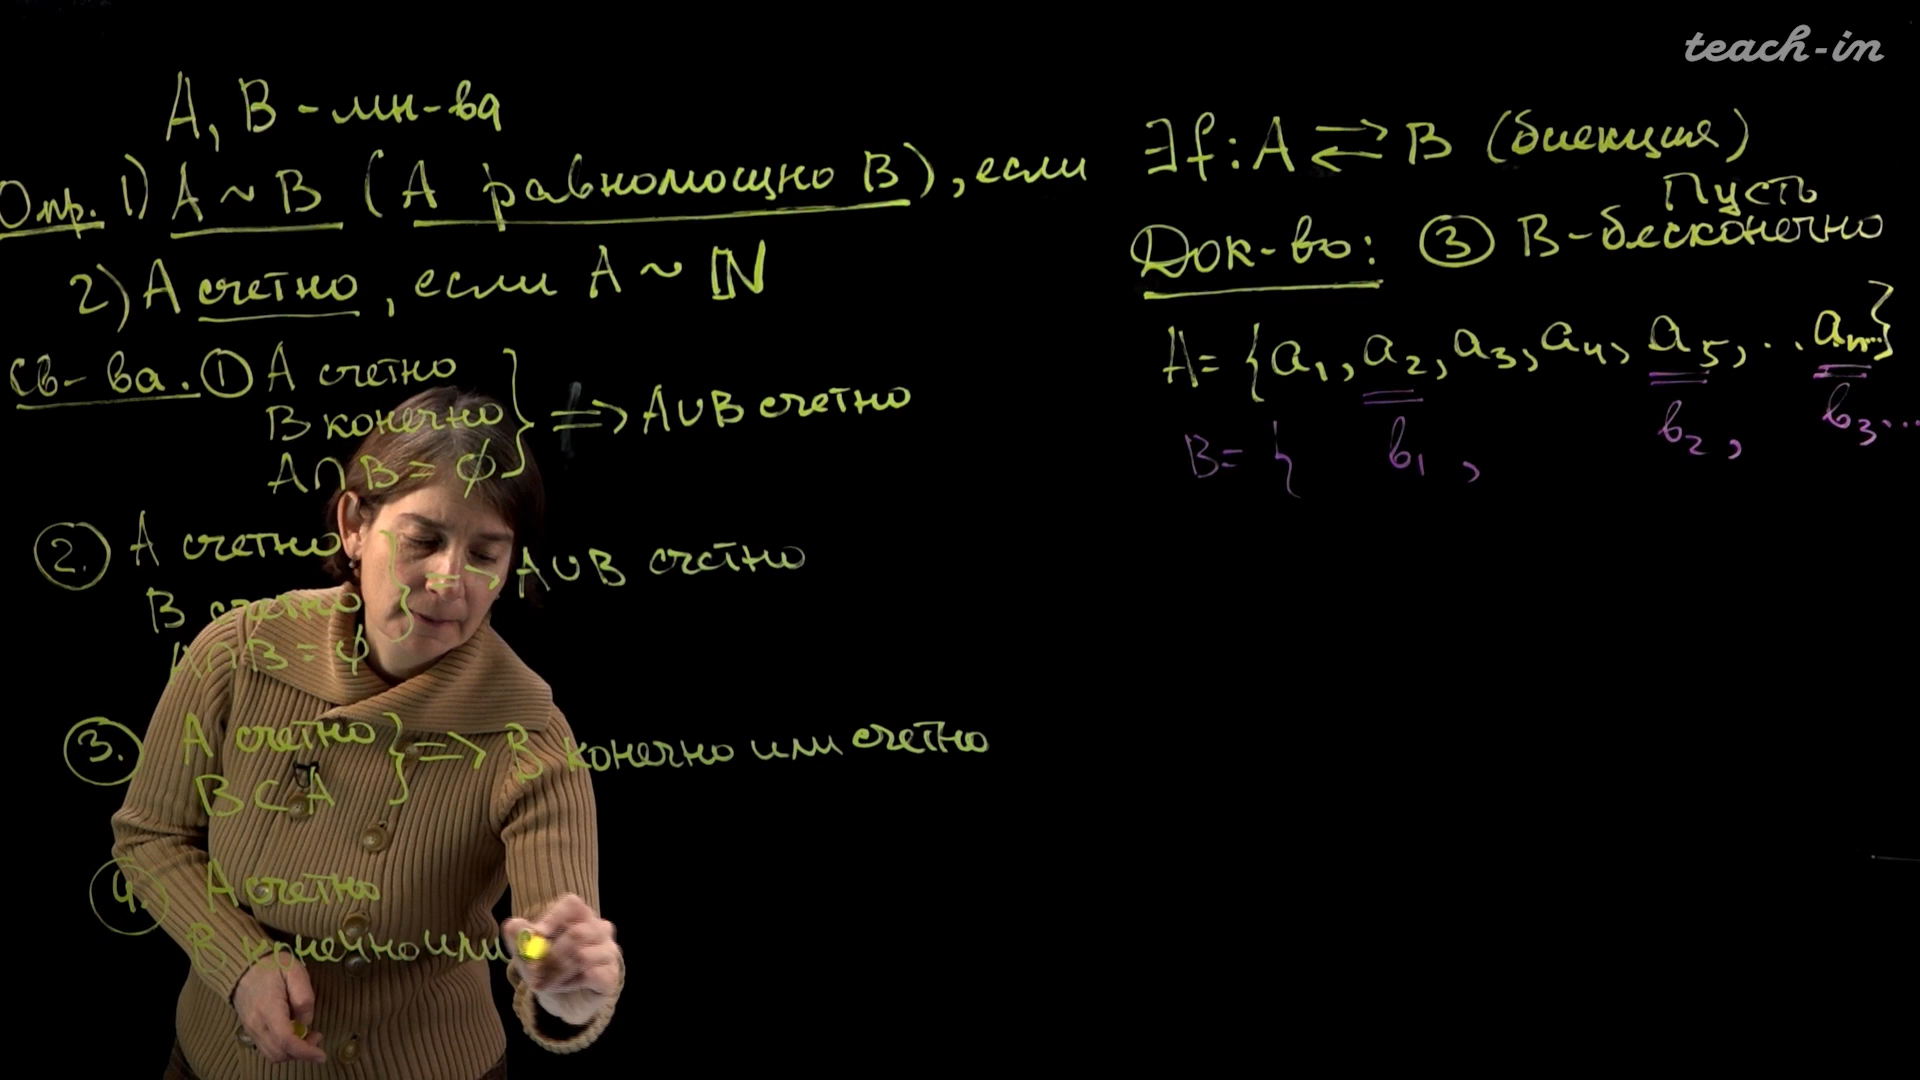 teach-in
A, B - мн-ва
Опр. 1) A ~ B (A равномощно B), если ∃ f : A ⇄ B (биекция)
2) A счетно, если A ~ ℕ
Св-ва. ① A счетно
B конечно
A ∩ B = ∅
} => A ∪ B счетно
②. A счетно
B счетно
A ∩ B = ∅
} => A ∪ B счетно
③. A счетно
B ⊂ A
} => B конечно или счетно
④. A счетно
B конечно или
Док-во: ③ Пусть
B - бесконечно
A = {a₁, a₂, a₃, a₄, a₅, ... aₙ...}
B = { b₁, b₂, b₃...